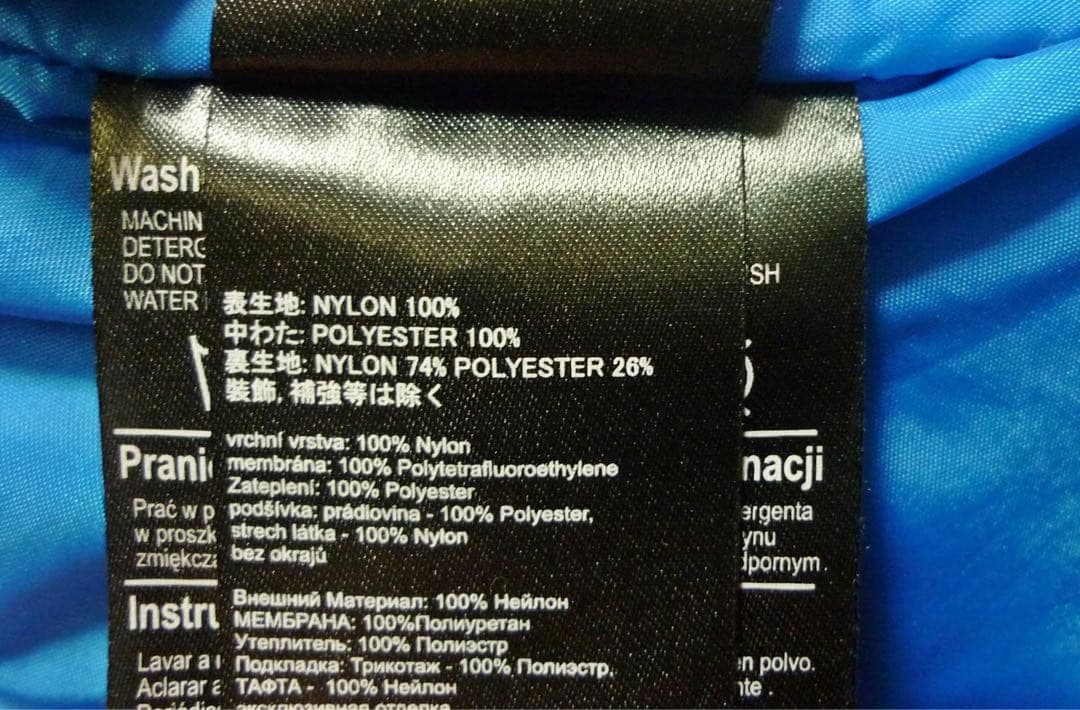 Wash
MACHIN
DETERG
DO NOT
WATER
SH
表生地: NYLON 100%
中わた: POLYESTER 100%
裏生地: NYLON 74% POLYESTER 26%
装飾, 補強等は除く
vrchní vrstva: 100% Nylon
membrána: 100% Polytetrafluoroethylene
Zateplení: 100% Polyester
podšívka: prádlovina - 100% Polyester,
strech látka - 100% Nylon
bez okrajů
Внешний Материал: 100% Нейлон
МЕМБРАНА: 100%Полиуретан
Утеплитель: 100% Полиэстр
Подкладка: Трикотаж - 100% Полиэстр,
ТАФТА - 100% Нейлон
эксклюзивная отделка
Prani
Prać w p
w proszk
zmiękcza
macji
ergenta
ynu
dpornym.
Instru
Lavar a
Aclarar
en polvo.
nte .